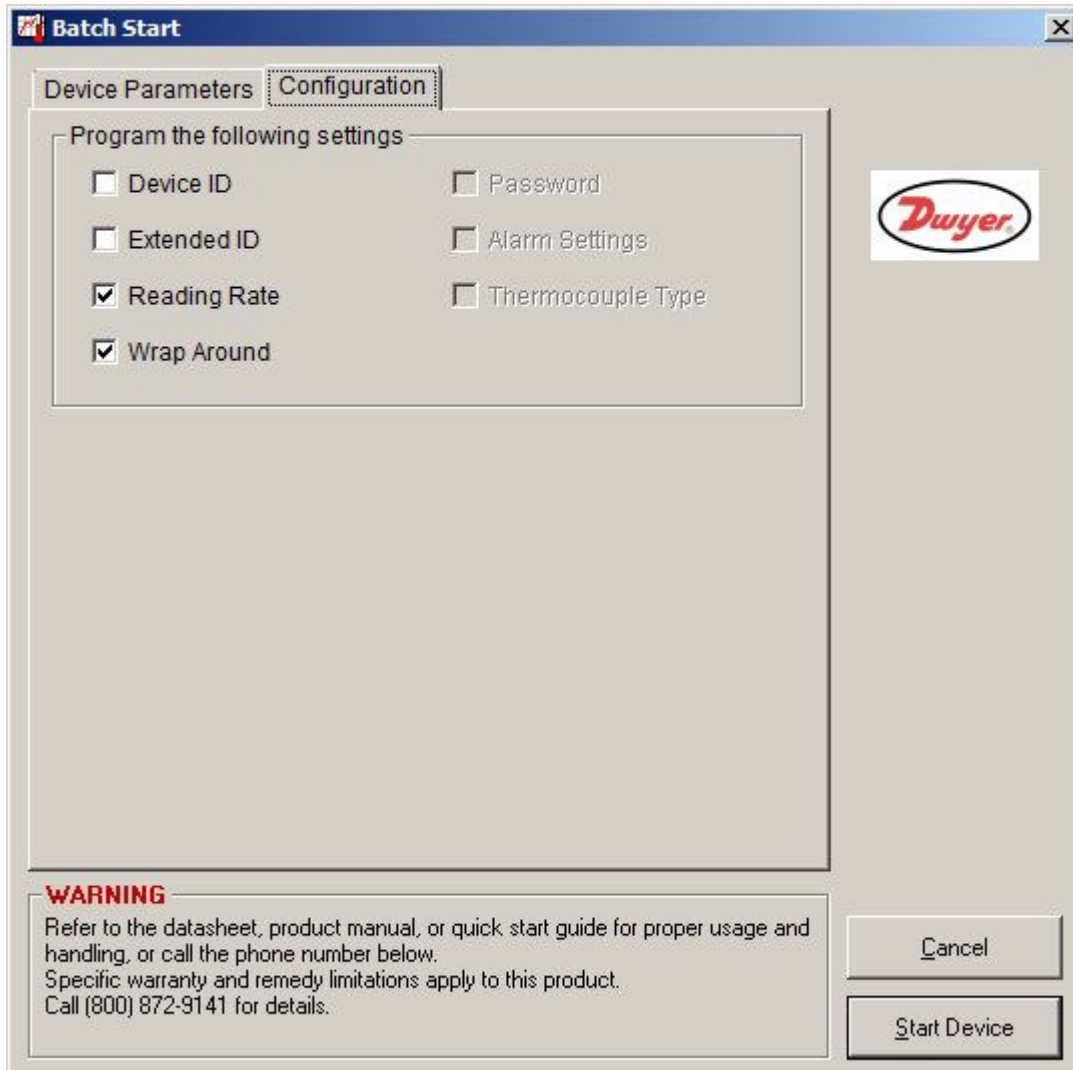 Batch Start
Device Parameters
Configuration
Program the following settings
Device ID
Password
Extended ID
Alarm Settings
Reading Rate
Thermocouple Type
Wrap Around
Dwyer
WARNING
Refer to the datasheet, product manual, or quick start guide for proper usage and
handling, or call the phone number below.
Specific warranty and remedy limitations apply to this product.
Call (800) 872-9141 for details.
Cancel
Start Device